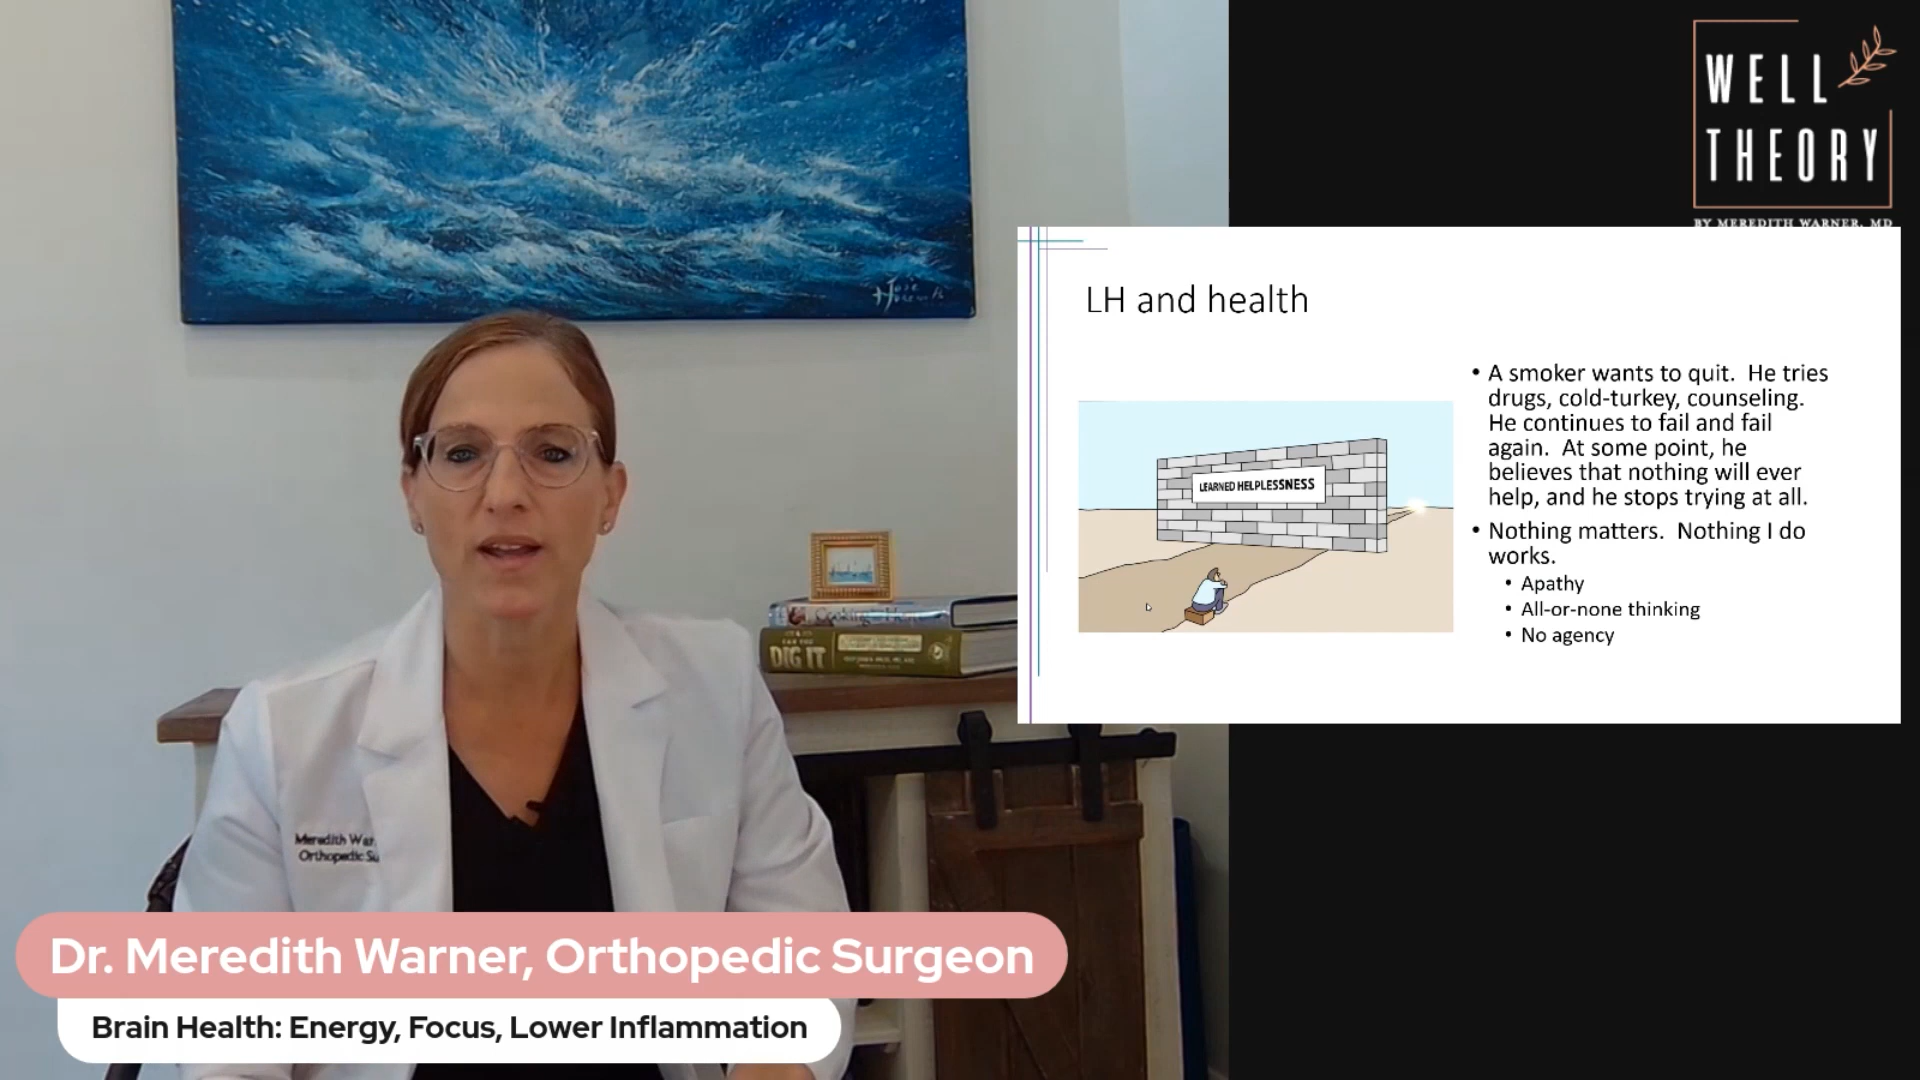 WELL
THEORY
BY MEREDITH WARNER, MD
LH and health
LEARNED HELPLESSNESS
• A smoker wants to quit. He tries
drugs, cold-turkey, counseling.
He continues to fail and fail
again. At some point, he
believes that nothing will ever
help, and he stops trying at all.
• Nothing matters. Nothing I do
works.
• Apathy
• All-or-none thinking
• No agency
Cooking
DIG IT
Meredith War
Orthopedic Su
Dr. Meredith Warner, Orthopedic Surgeon
Brain Health: Energy, Focus, Lower Inflammation